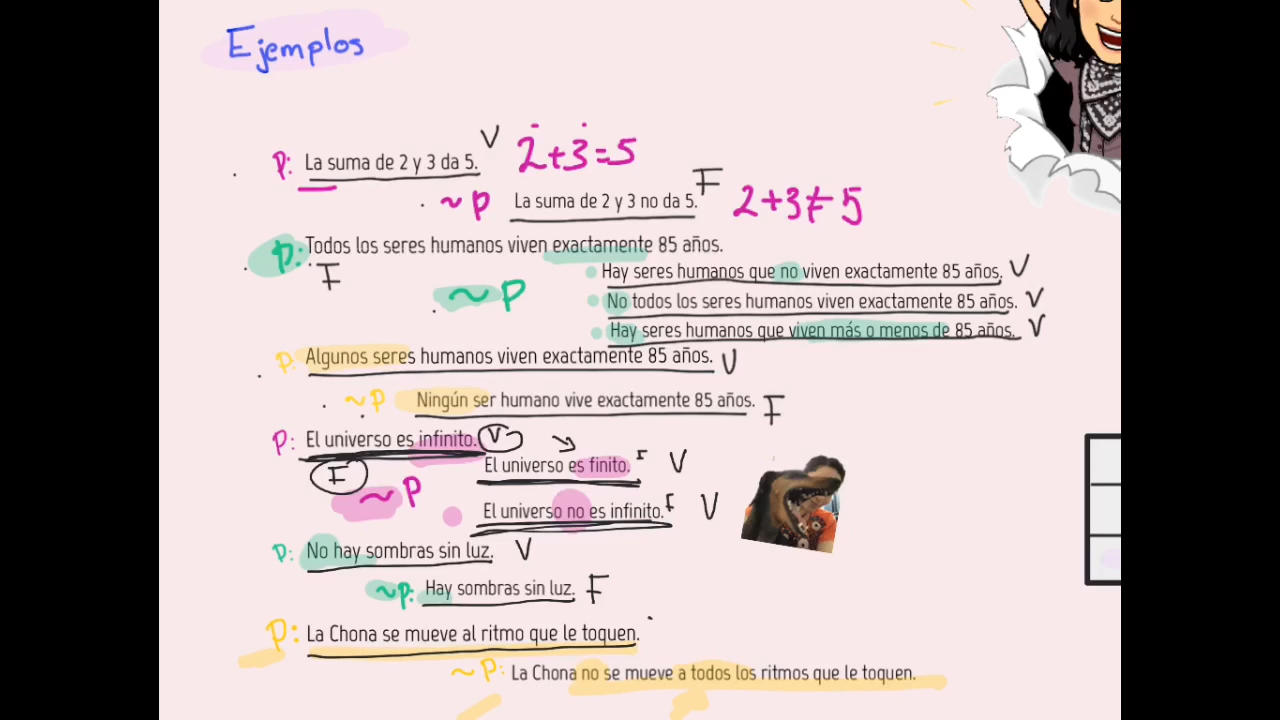 Ejemplos
p: La suma de 2 y 3 da 5. V 2+3=5
~p La suma de 2 y 3 no da 5. F 2+3≠5
p: Todos los seres humanos viven exactamente 85 años.
F
Hay seres humanos que no viven exactamente 85 años. V
~p No todos los seres humanos viven exactamente 85 años. V
Hay seres humanos que viven más o menos de 85 años. V
p: Algunos seres humanos viven exactamente 85 años. V
~p Ningún ser humano vive exactamente 85 años. F
p: El universo es infinito. V
F
El universo es finito. F V
~p El universo no es infinito. F V
p: No hay sombras sin luz. V
~p: Hay sombras sin luz. F
p: La Chona se mueve al ritmo que le toquen.
~p: La Chona no se mueve a todos los ritmos que le toquen.